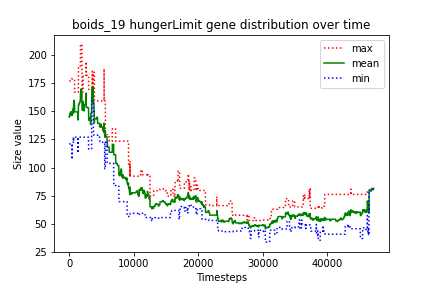 boids_19 hungerLimit gene distribution over time
max
mean
min
Size value
200
175
150
125
100
75
50
25
0
10000
20000
30000
40000
Timesteps